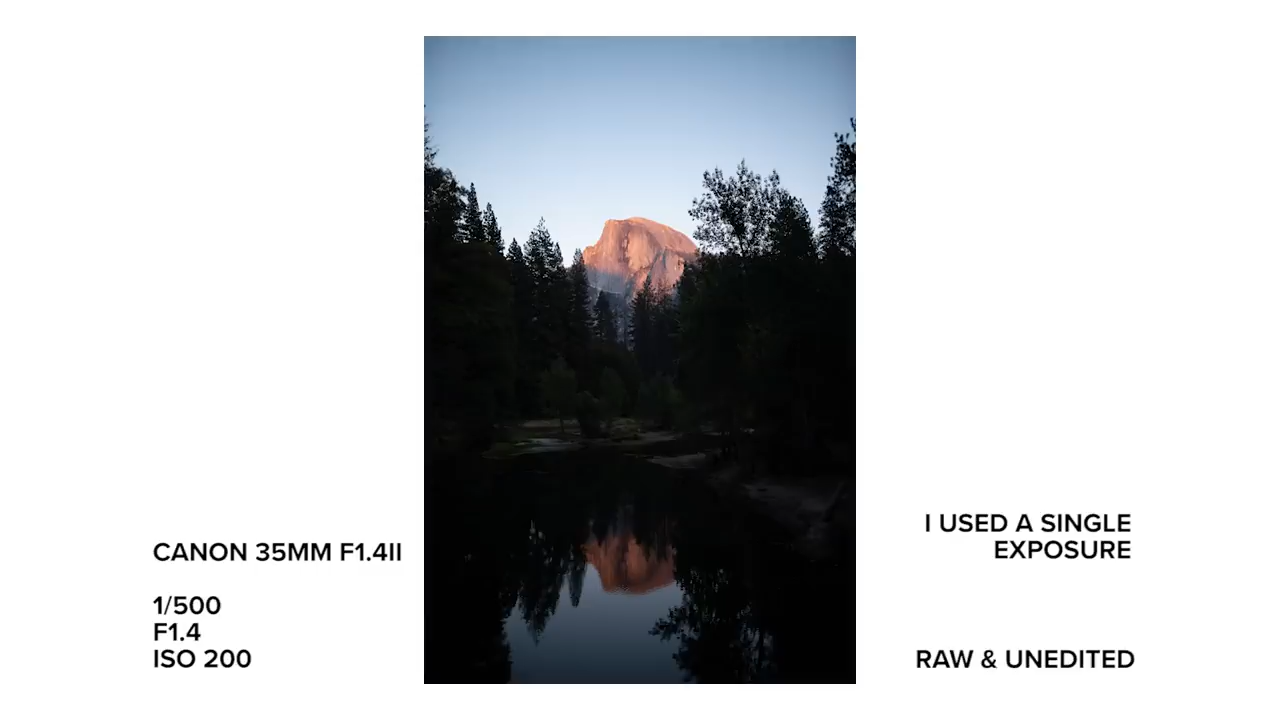 CANON 35MM F1.4II
1/500
F1.4
ISO 200
I USED A SINGLE
EXPOSURE
RAW & UNEDITED